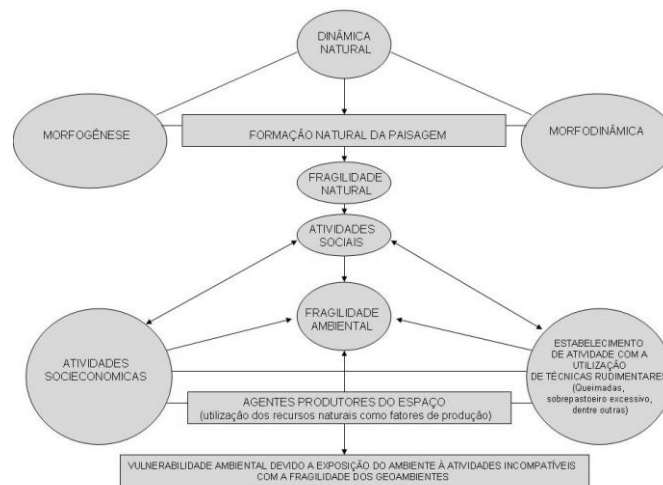 DINÂMICA
NATURAL
MORFOGÊNESE
FORMAÇÃO NATURAL DA PAISAGEM
MORFODINÂMICA
FRAGILIDADE
NATURAL
ATIVIDADES
SOCIAIS
FRAGILIDADE
AMBIENTAL
ATIVIDADES
SOCIECONOMICAS
ESTABELECIMENTO
DE ATIVIDADE COM A
UTILIZAÇÃO
DE TÉCNICAS RUDIMENTARES
(Queimadas,
sobrepastoeiro excessivo,
dentre outras)
AGENTES PRODUTORES DO ESPAÇO
(utilização dos recursos naturais como fatores de produção)
VULNERABILIDADE AMBIENTAL DEVIDO A EXPOSIÇÃO DO AMBIENTE À ATIVIDADES INCOMPATÍVEIS
COM A FRAGILIDADE DOS GEOAMBIENTES